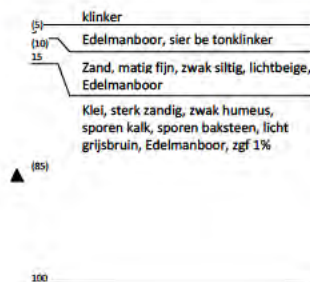 klinker
(5)
5
Edelmanboor, sier be tonklinker
(10)
15
Zand, matig fijn, zwak siltig, lichtbeige,
Edelmanboor
Klei, sterk zandig, zwak humeus,
sporen kalk, sporen baksteen, licht
grijsbruin, Edelmanboor, zgf 1%
(85)
100